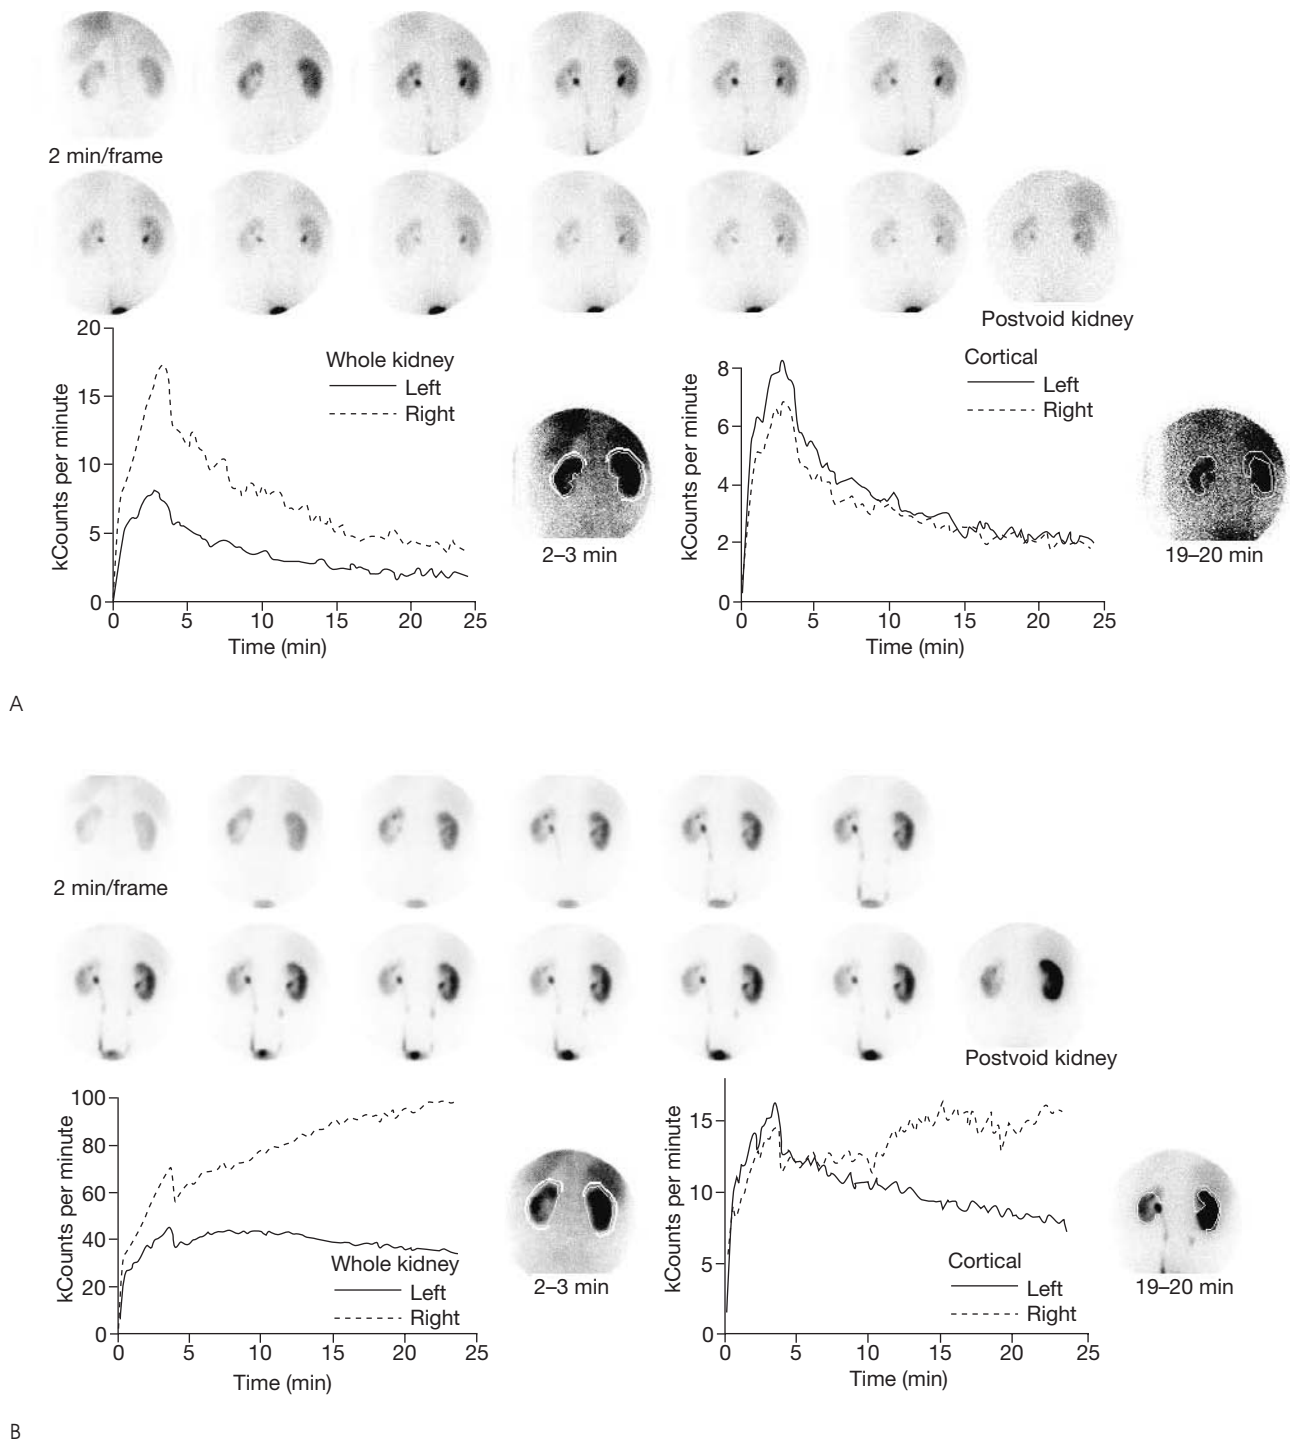 2 min/frame
Postvoid kidney
20
15
10
5
0
kCounts per minute
Whole kidney
Left
Right
0 5 10 15 20 25
Time (min)
2–3 min
8
6
4
2
0
kCounts per minute
Cortical
Left
Right
0 5 10 15 20 25
Time (min)
19–20 min
A
2 min/frame
Postvoid kidney
100
80
60
40
20
0
kCounts per minute
Whole kidney
Left
Right
0 5 10 15 20 25
Time (min)
2–3 min
15
10
5
0
kCounts per minute
Cortical
Left
Right
0 5 10 15 20 25
Time (min)
19–20 min
B